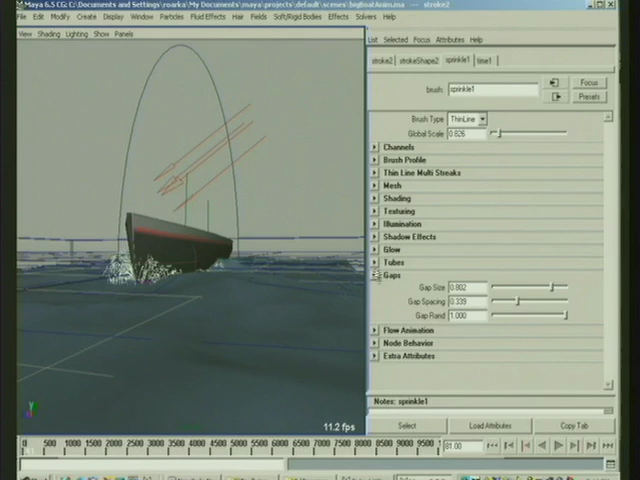 Maya 6.5 CG: C:/Documents and Settings/roarka/My Documents/maya/projects/default/scenes/bigboatAnim.ma --- stroke2
File Edit Modify Create Display Window Particles Fluid Effects Fields Soft/Rigid Bodies Effects Solvers Hair Paint Effects Help
View Shading Lighting Show Panels
List Selected Focus Attributes Help
stroke2 strokeShape2 sprinkle1 time1
brush: sprinkle1
Focus
Presets
Brush Type ThinLine
Global Scale 0.826
Channels
Brush Profile
Thin Line Multi Streaks
Mesh
Shading
Texturing
Illumination
Shadow Effects
Glow
Tubes
Gaps
Gap Size 0.802
Gap Spacing 0.339
Gap Rand 1.000
Flow Animation
Node Behavior
Extra Attributes
Notes: sprinkle1
11.2 fps
Select Load Attributes Copy Tab
0 500 1000 1500 2000 2500 3000 3500 4000 4500 5000 5500 6000 6500 7000 7500 8000 8500 9000 9500
81.00